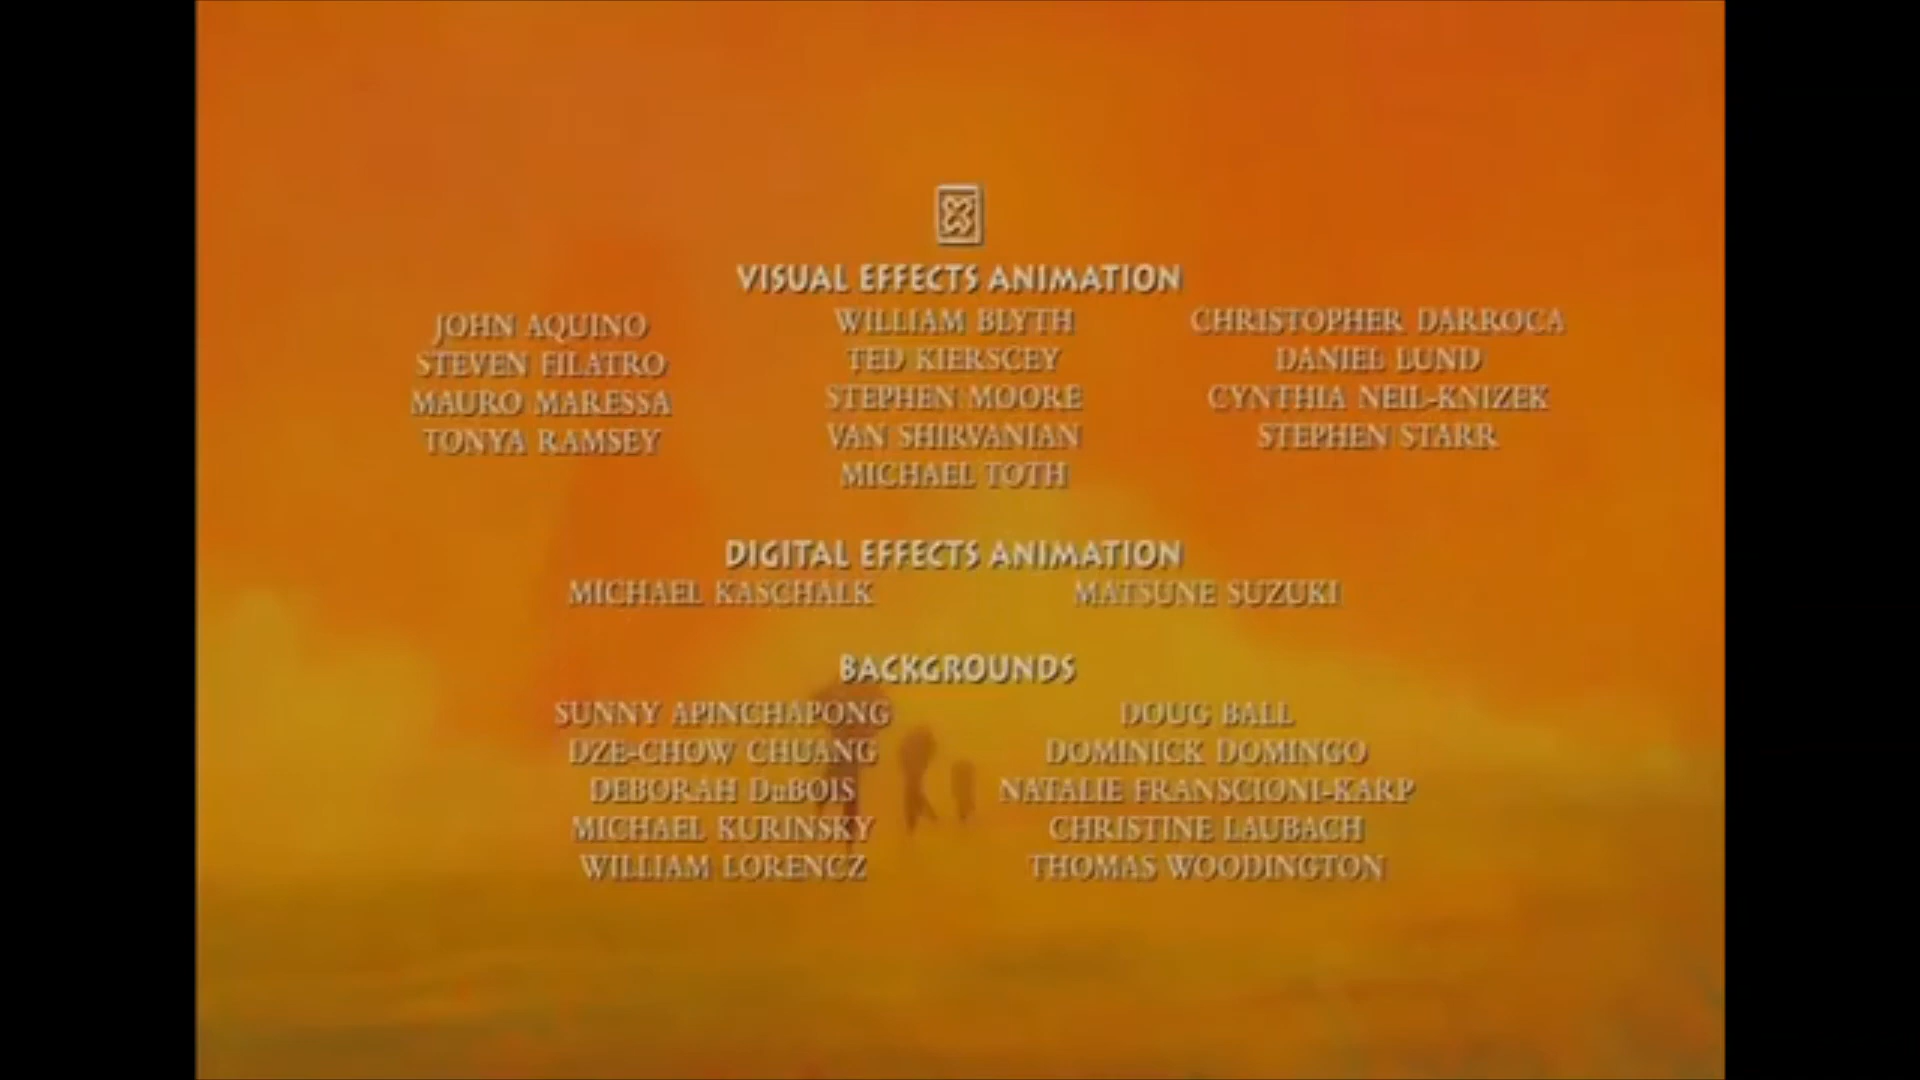 VISUAL EFFECTS ANIMATION
JOHN AQUINO WILLIAM BLYTH CHRISTOPHER DARROCA
STEVEN FILATRO TED KIERSCEY DANIEL LUND
MAURO MARESSA STEPHEN MOORE CYNTHIA NEIL-KNIZEK
TONYA RAMSEY VAN SHIRVANIAN STEPHEN STARR
MICHAEL TOTH
DIGITAL EFFECTS ANIMATION
MICHAEL KASCHALK MATSUNE SUZUKI
BACKGROUNDS
SUNNY APINCHAPONG DOUG BALL
DZE-CHOW CHUANG DOMINICK DOMINGO
DEBORAH DuBOIS NATALIE FRANSCIONI-KARP
MICHAEL KURINSKY CHRISTINE LAUBACH
WILLIAM LORENCZ THOMAS WOODINGTON